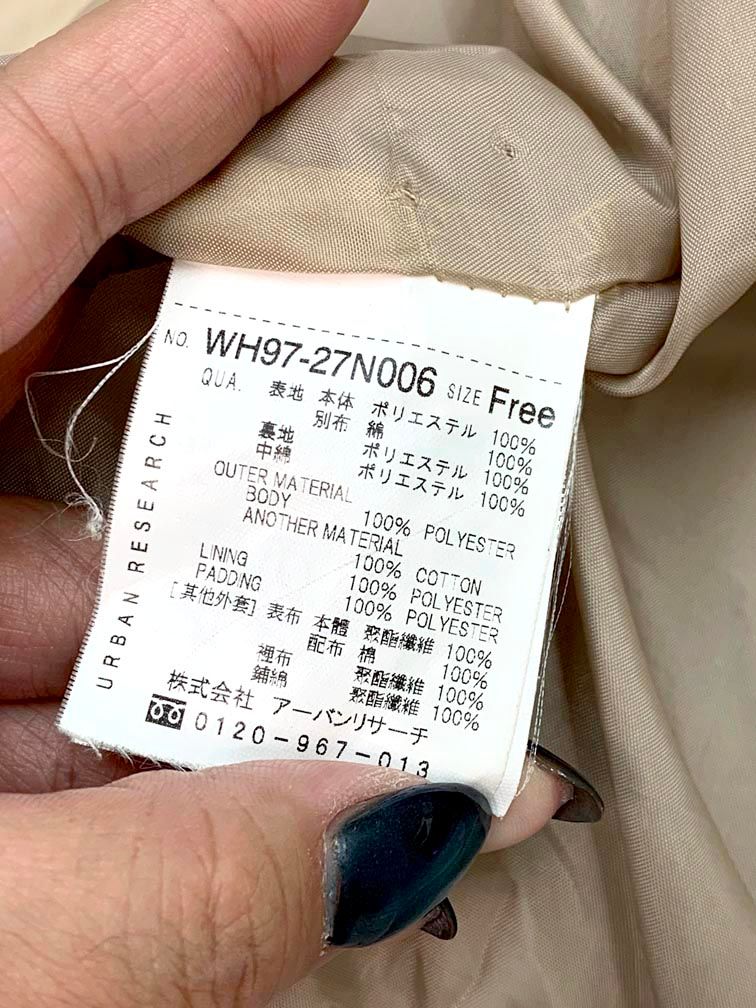 NO. WH97-27N006 SIZE Free
QUA. 表地 本体 ポリエステル 100%
別布 綿 100%
裏地 ポリエステル 100%
中綿 ポリエステル 100%
OUTER MATERIAL
BODY 100% POLYESTER
ANOTHER MATERIAL
100% COTTON
LINING 100% POLYESTER
PADDING 100% POLYESTER
[其他外套] 表布 本體 聚酯纖維 100%
配布 棉 100%
裡布 聚酯纖維 100%
鋪綿 聚酯纖維 100%
株式会社 アーバンリサーチ
0120-967-013
URBAN RESEARCH